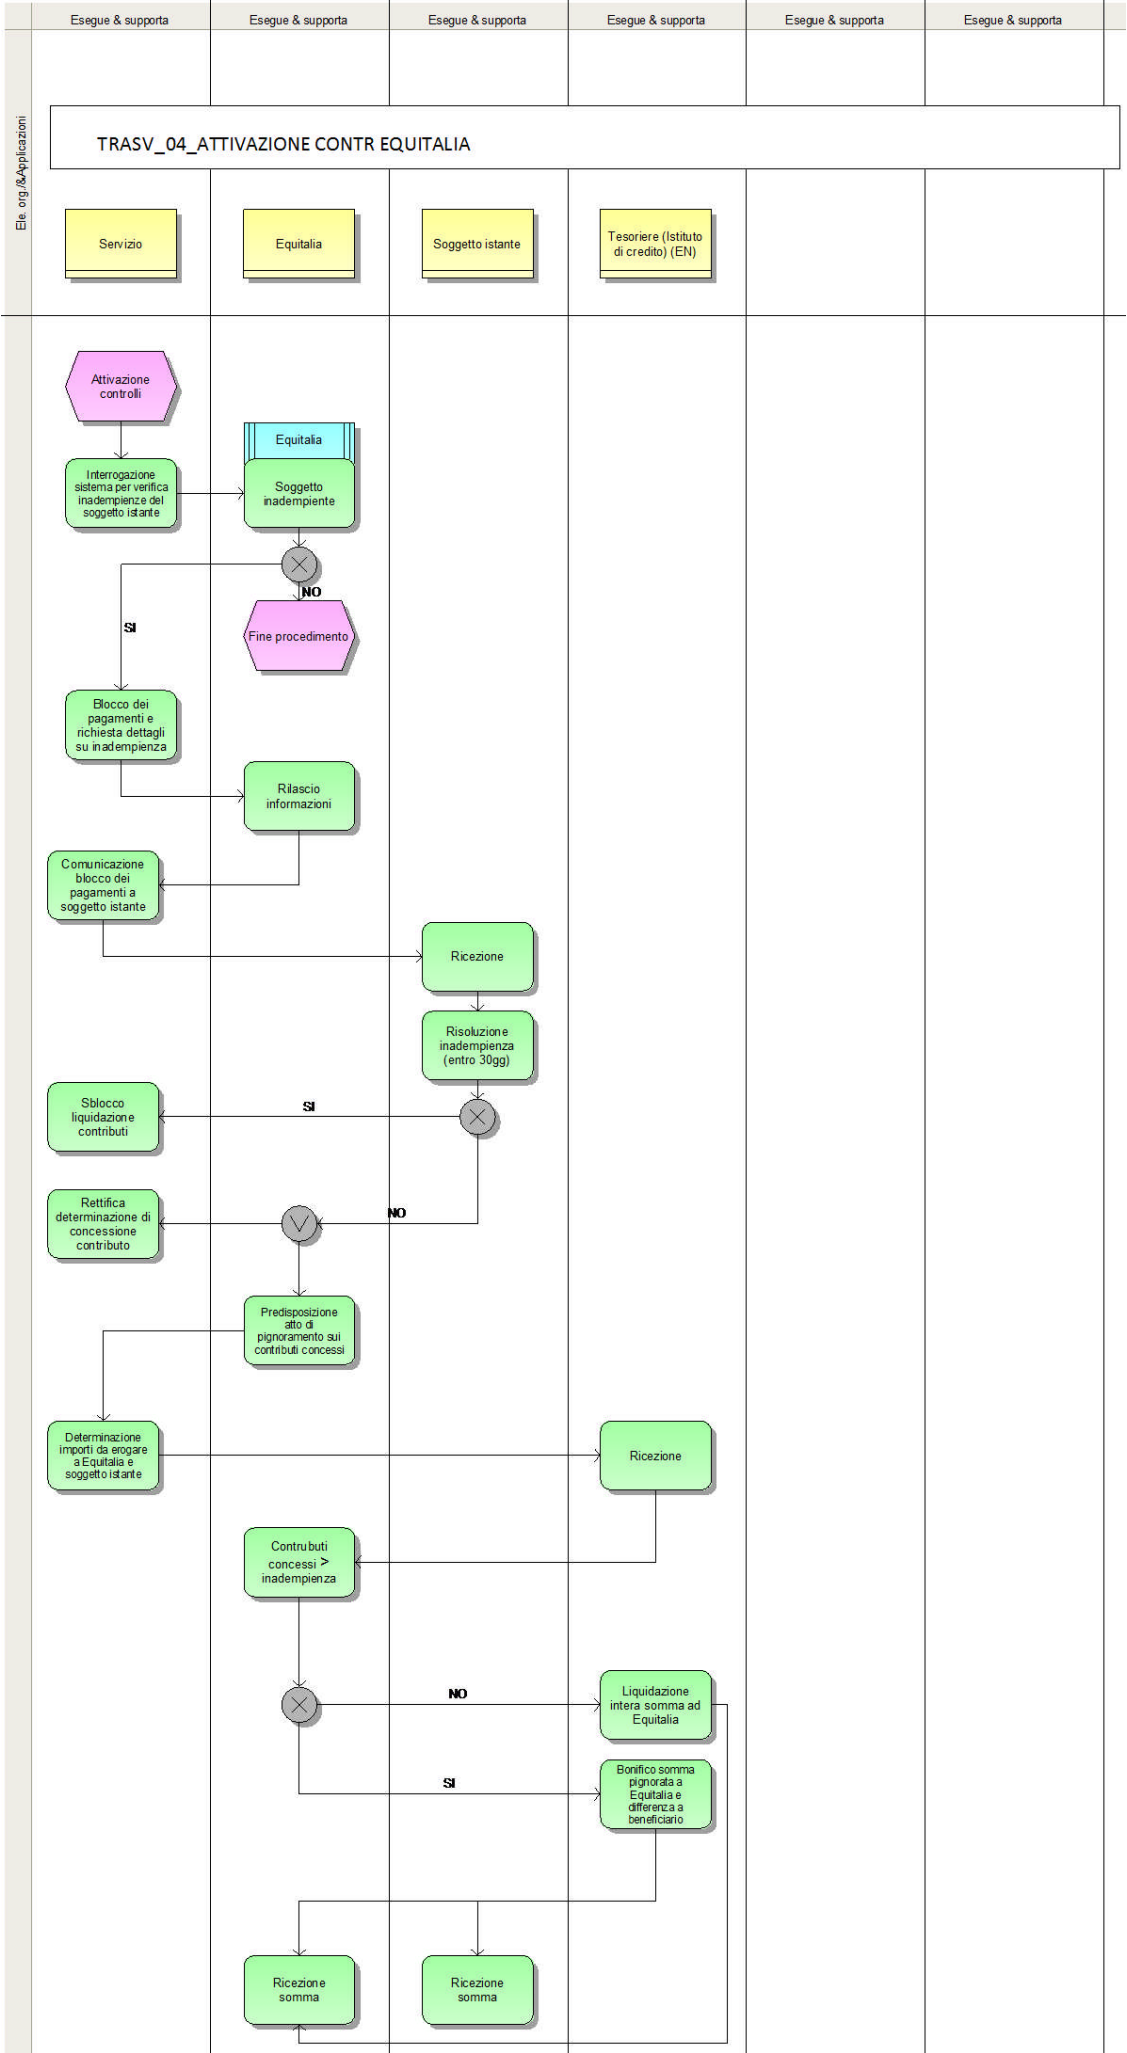 Esegue & supporta
Esegue & supporta
Esegue & supporta
Esegue & supporta
Esegue & supporta
Esegue & supporta
Ele. org./&Applicazioni
TRASV_04_ATTIVAZIONE CONTR EQUITALIA
Servizio
Equitalia
Soggetto istante
Tesoriere (Istituto
di credito) (EN)
Attivazione
controlli
Equitalia
Interrogazione
sistema per verifica
inadempienze del
soggetto istante
Soggetto
inadempiente
NO
SI
Fine procedimento
Blocco dei
pagamenti e
richiesta dettagli
su inadempienza
Rilascio
informazioni
Comunicazione
blocco dei
pagamenti a
soggetto istante
Ricezione
Risoluzione
inadempienza
(entro 30gg)
Sblocco
liquidazione
contributi
SI
Rettifica
determinazione di
concessione
contributo
NO
Predisposizione
atto di
pignoramento sui
contributi concessi
Determinazione
importi da erogare
a Equitalia e
soggetto istante
Ricezione
Contrubuti
concessi >
inadempienza
NO
Liquidazione
intera somma ad
Equitalia
SI
Bonifico somma
pignorata a
Equitalia e
differenza a
beneficiario
Ricezione
somma
Ricezione
somma